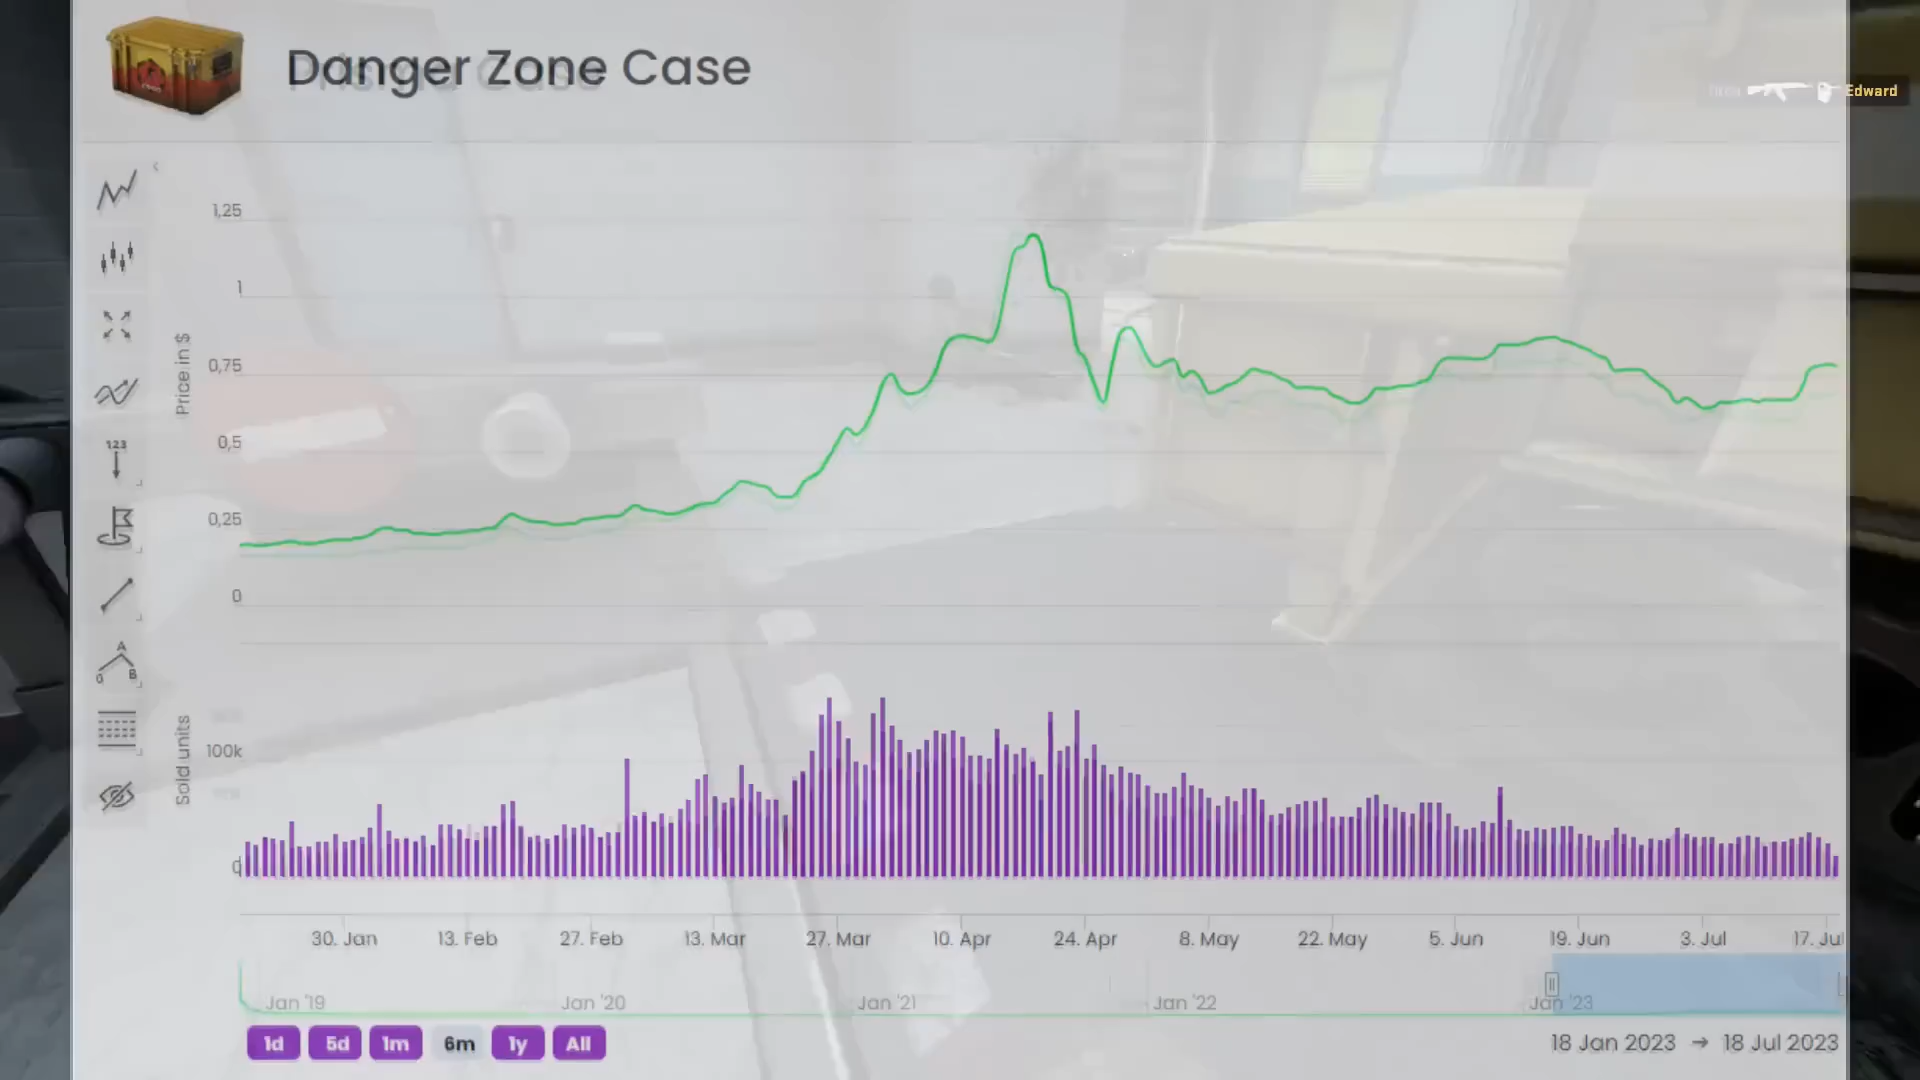 Danger Zone Case
Edward
1,25
1
0,75
0,5
0,25
0
Price in $
123
A
0 B
Sold units
100k
0
30. Jan 13. Feb 27. Feb 13. Mar 27. Mar 10. Apr 24. Apr 8. May 22. May 5. Jun 19. Jun 3. Jul 17. Jul
Jan '19 Jan '20 Jan '21 Jan '22 Jan '23
1d 5d 1m 6m 1y All
18 Jan 2023 → 18 Jul 2023